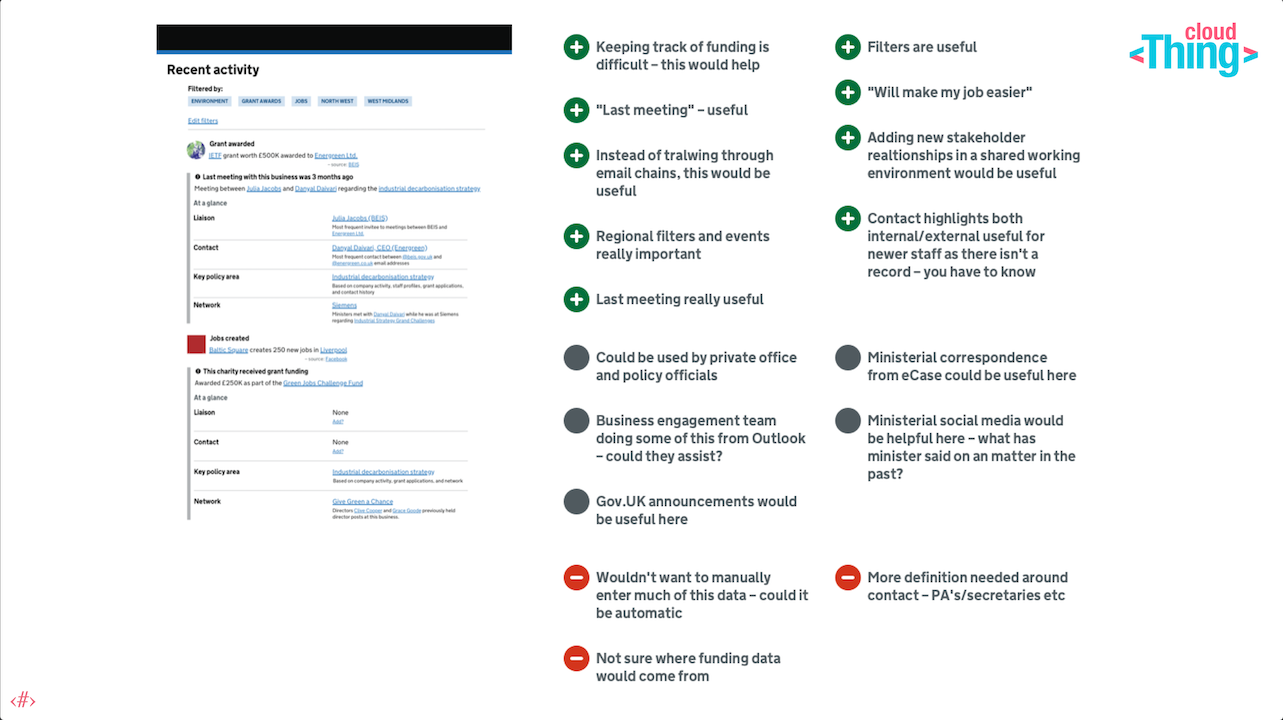 cloud
<Thing>
Recent activity
Filtered by:
ENVIRONMENT GRANT AWARDS JOBS NORTH WEST WEST MIDLANDS
Edit filters
Grant awarded
IETF grant worth £500K awarded to Energreen Ltd.
- source: BEIS
Last meeting with this business was 3 months ago
Meeting between Julia Jacobs and Danyal Daivari regarding the industrial decarbonisation strategy
At a glance
Liaison
Julia Jacobs (BEIS)
Most frequent invitee to meetings between BEIS and
Energreen Ltd.
Contact
Danyal Daivari, CEO (Energreen)
Most frequent contact between @beis.gov.uk and
@energreen.co.uk email addresses
Key policy area
Industrial decarbonisation strategy
Based on company activity, staff profiles, grant applications,
and contact history
Network
Siemens
Ministers met with Danyal Daivari while he was at Siemens
regarding Industrial Strategy Grand Challenges
Jobs created
Baltic Square creates 250 new jobs in Liverpool
- source: Facebook
This charity received grant funding
Awarded £250K as part of the Green Jobs Challenge Fund
At a glance
Liaison
None
Add?
Contact
None
Add?
Key policy area
Industrial decarbonisation strategy
Based on company activity, grant applications, and network
Network
Give Green a Chance
Directors Clive Copper and Grace Goode previously held
director posts at this business.
Keeping track of funding is
difficult – this would help
"Last meeting" – useful
Instead of tralwing through
email chains, this would be
useful
Regional filters and events
really important
Last meeting really useful
Filters are useful
"Will make my job easier"
Adding new stakeholder
realtionships in a shared working
environment would be useful
Contact highlights both
internal/external useful for
newer staff as there isn't a
record – you have to know
Could be used by private office
and policy officials
Business engagement team
doing some of this from Outlook
– could they assist?
Gov.UK announcements would
be useful here
Ministerial correspondence
from eCase could be useful here
Ministerial social media would
be helpful here – what has
minister said on an matter in the
past?
Wouldn't want to manually
enter much of this data – could it
be automatic
Not sure where funding data
would come from
More definition needed around
contact – PA's/secretaries etc
<#>